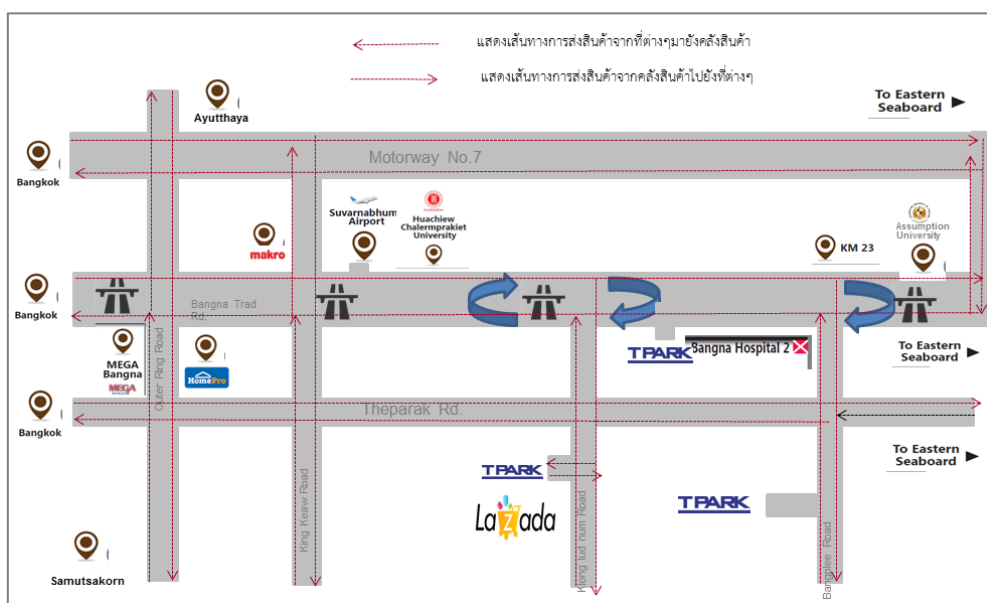 แสดงเส้นทางการส่งสินค้าจากที่ต่างๆมายังคลังสินค้า
แสดงเส้นทางการส่งสินค้าจากคลังสินค้าไปยังที่ต่างๆ
Ayutthaya
To Eastern
Seaboard
Bangkok
Motorway No.7
Suvarnabhum
Airport
Huachiew
Chalermprakiet
University
makro
KM 23
Assumption
University
Bangkok
Bangna Trad
Rd.
MEGA
Bangna
MEGA
HomePro
Outer Ring Road
TPARK
Bangna Hospital 2
To Eastern
Seaboard
Bangkok
Theparak Rd.
To Eastern
Seaboard
TPARK
Lazada
TPARK
King Keaw Road
Klong lud num Road
Bangplee Road
Samutsakorn